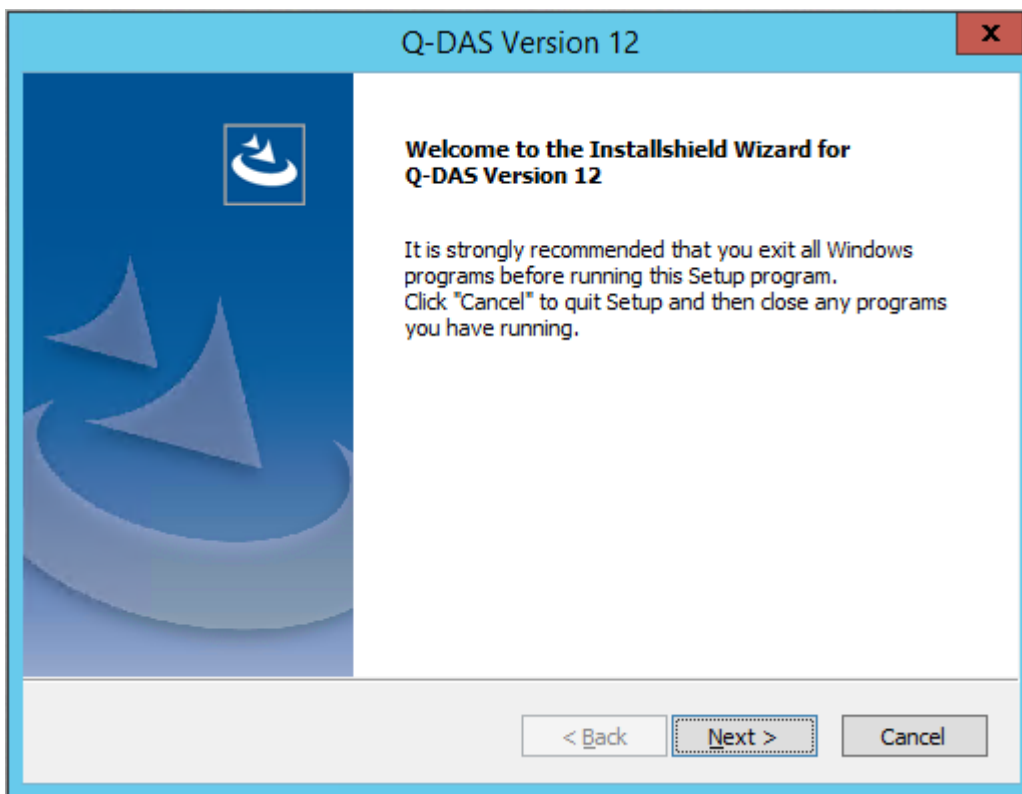 Q-DAS Version 12
x
Welcome to the Installshield Wizard for
Q-DAS Version 12
It is strongly recommended that you exit all Windows
programs before running this Setup program.
Click "Cancel" to quit Setup and then close any programs
you have running.
< Back Next > Cancel